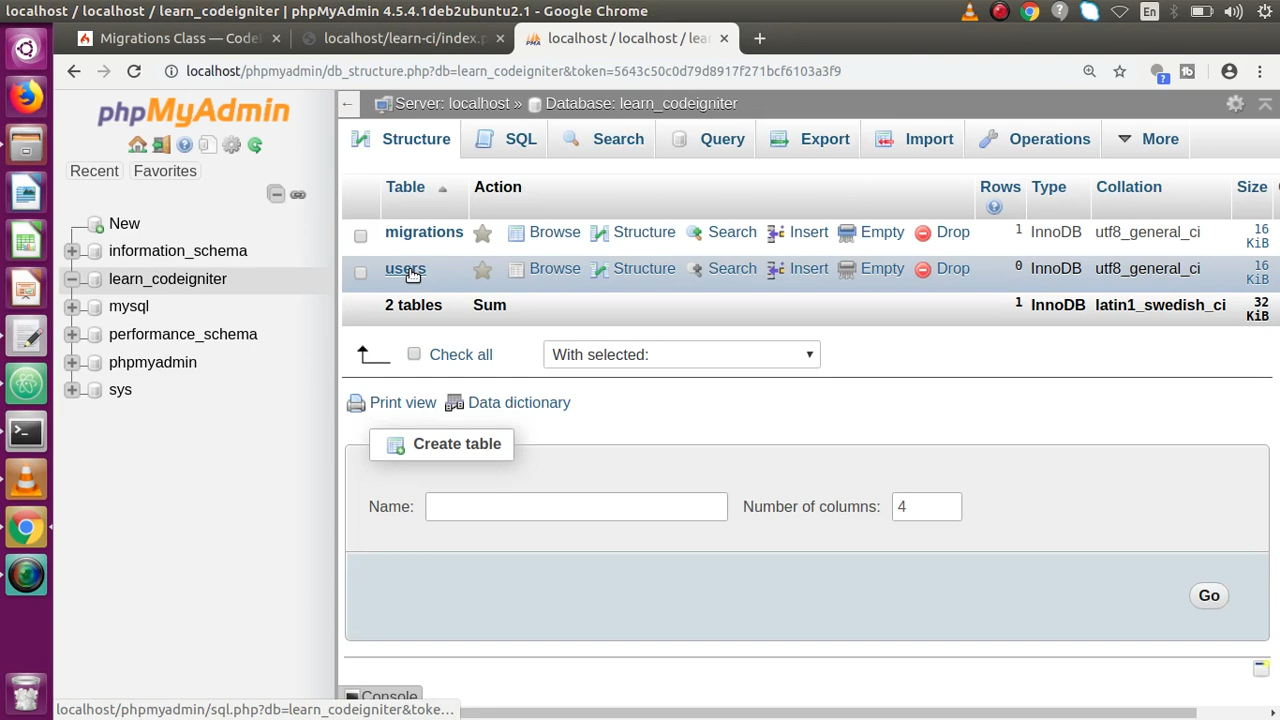 localhost / localhost / learn_codeigniter | phpMyAdmin 4.5.4.1deb2ubuntu2.1 - Google Chrome
En
Migrations Class — Codel
localhost/learn-ci/index.p
localhost / localhost / lear
localhost/phpmyadmin/db_structure.php?db=learn_codeigniter&token=5643c50c0d79d8917f271bcf6103a3f9
phpMyAdmin
Recent
Favorites
New
information_schema
learn_codeigniter
mysql
performance_schema
phpmyadmin
sys
Server: localhost » Database: learn_codeigniter
Structure
SQL
Search
Query
Export
Import
Operations
More
Table Action Rows Type Collation Size
migrations Browse Structure Search Insert Empty Drop 1 InnoDB utf8_general_ci 16 KiB
users Browse Structure Search Insert Empty Drop 0 InnoDB utf8_general_ci 16 KiB
2 tables Sum 1 InnoDB latin1_swedish_ci 32 KiB
Check all
With selected:
Print view
Data dictionary
Create table
Name:
Number of columns: 4
Go
Console
localhost/phpmyadmin/sql.php?db=learn_codeigniter&toke...